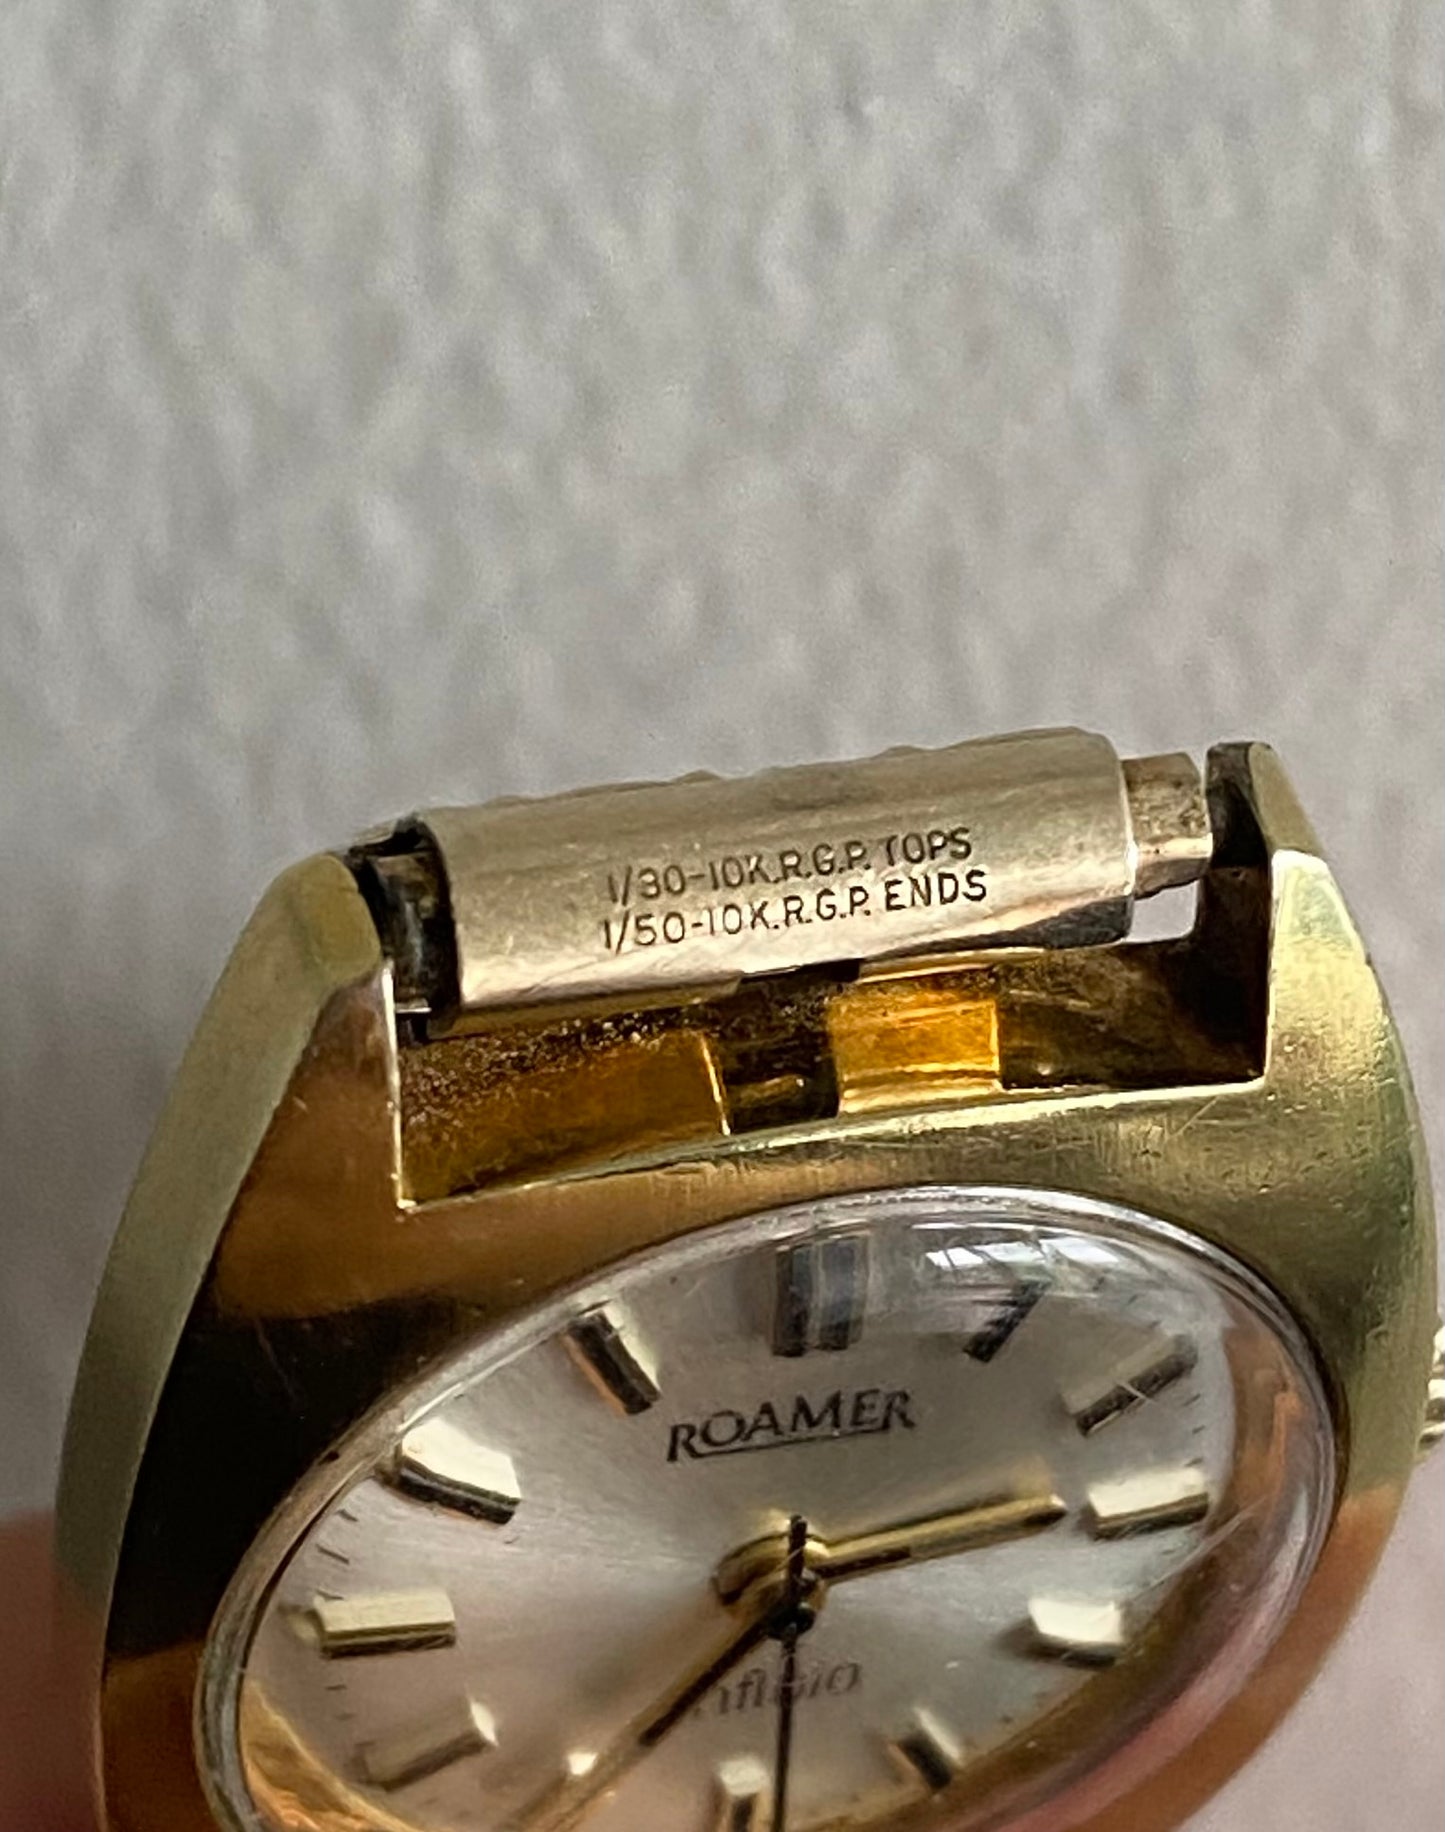 1/30-10K.R.G.P. TOPS
1/50-10K.R.G.P. ENDS
ROAMER